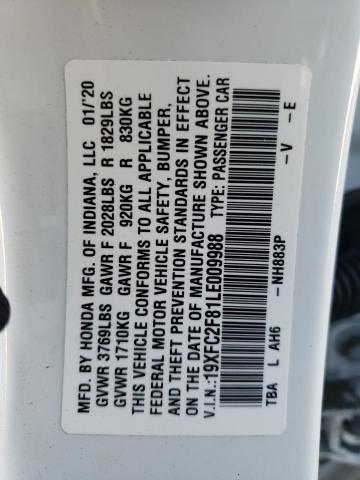 MFD. BY HONDA MFG. OF INDIANA, LLC 01/'20
GVWR 3769LBS GAWR F 2028LBS R 1829LBS
GVWR 1710KG GAWR F 920KG R 830KG
THIS VEHICLE CONFORMS TO ALL APPLICABLE
FEDERAL MOTOR VEHICLE SAFETY, BUMPER,
AND THEFT PREVENTION STANDARDS IN EFFECT
ON THE DATE OF MANUFACTURE SHOWN ABOVE.
V.I.N.:19XFC2F81LE009988 TYPE: PASSENGER CAR
TBA L AH6 -NH883P -V -E